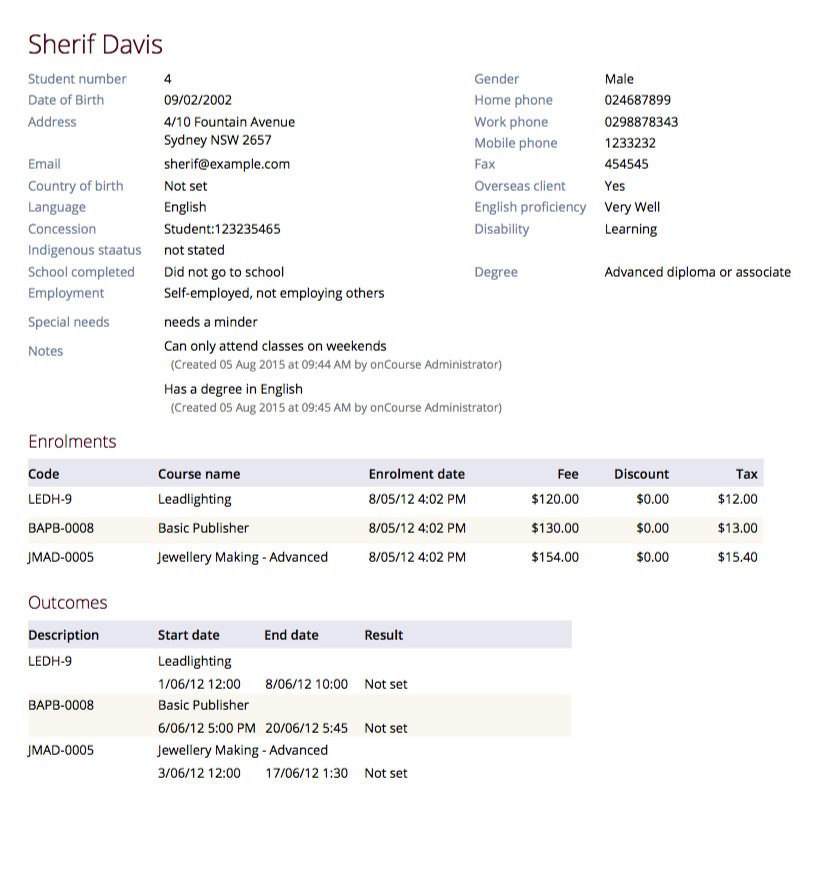 Sherif Davis
Student number 4 Gender Male
Date of Birth 09/02/2002 Home phone 024687899
Address 4/10 Fountain Avenue Work phone 0298878343
Sydney NSW 2657 Mobile phone 1233232
Email sherif@example.com Fax 454545
Country of birth Not set Overseas client Yes
Language English English proficiency Very Well
Concession Student:123235465 Disability Learning
Indigenous staatus not stated
School completed Did not go to school Degree Advanced diploma or associate
Employment Self-employed, not employing others
Special needs needs a minder
Notes Can only attend classes on weekends
(Created 05 Aug 2015 at 09:44 AM by onCourse Administrator)
Has a degree in English
(Created 05 Aug 2015 at 09:45 AM by onCourse Administrator)
Enrolments
Code Course name Enrolment date Fee Discount Tax
LEDH-9 Leadlighting 8/05/12 4:02 PM $120.00 $0.00 $12.00
BAPB-0008 Basic Publisher 8/05/12 4:02 PM $130.00 $0.00 $13.00
JMAD-0005 Jewellery Making - Advanced 8/05/12 4:02 PM $154.00 $0.00 $15.40
Outcomes
Description Start date End date Result
LEDH-9 Leadlighting
1/06/12 12:00 8/06/12 10:00 Not set
BAPB-0008 Basic Publisher
6/06/12 5:00 PM 20/06/12 5:45 Not set
JMAD-0005 Jewellery Making - Advanced
3/06/12 12:00 17/06/12 1:30 Not set